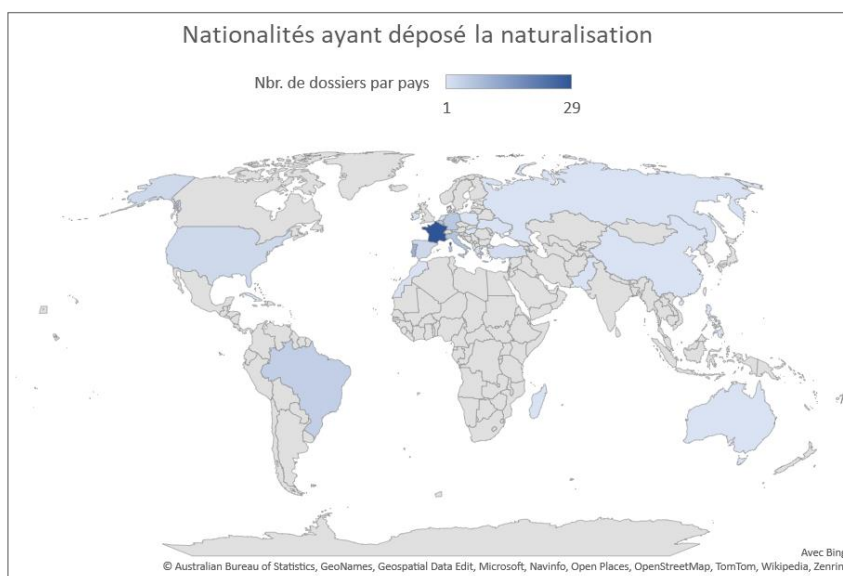 Nationalités ayant déposé la naturalisation
Nbr. de dossiers par pays
1 29
Avec Bing
© Australian Bureau of Statistics, GeoNames, Geospatial Data Edit, Microsoft, Navinfo, Open Places, OpenStreetMap, TomTom, Wikipedia, Zenrin